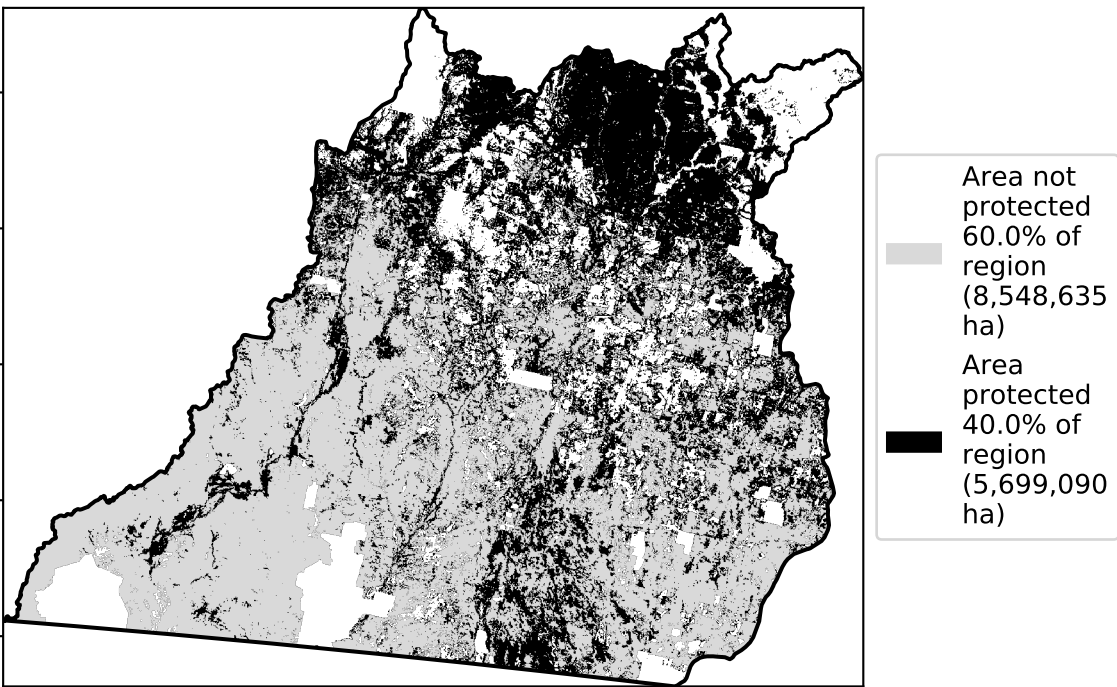 Area not
protected
60.0% of
region
(8,548,635
ha)
Area
protected
40.0% of
region
(5,699,090
ha)